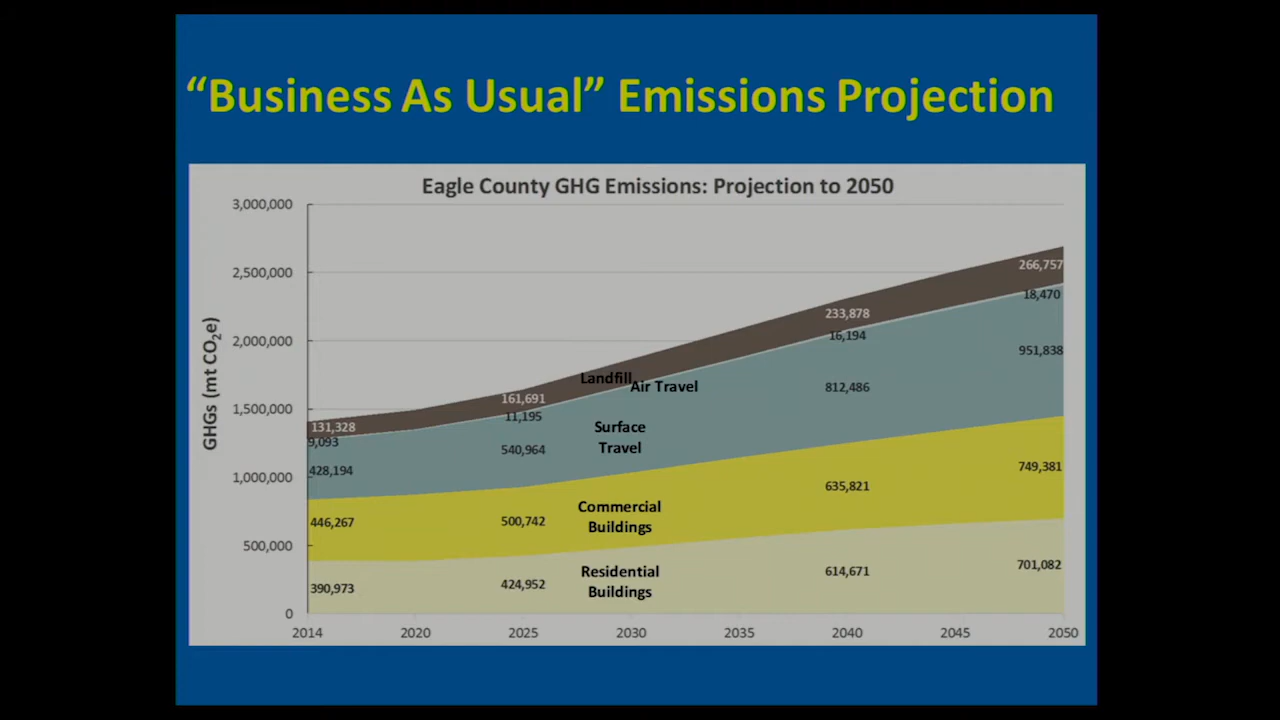 “Business As Usual” Emissions Projection
Eagle County GHG Emissions: Projection to 2050
GHGs (mt CO₂e)
3,000,000
2,500,000
2,000,000
1,500,000
1,000,000
500,000
0
131,328
9,093
428,194
446,267
390,973
161,691
11,195
540,964
500,742
424,952
Landfill
Air Travel
Surface
Travel
Commercial
Buildings
Residential
Buildings
233,878
16,194
812,486
635,821
614,671
266,757
18,470
951,838
749,381
701,082
2014 2020 2025 2030 2035 2040 2045 2050